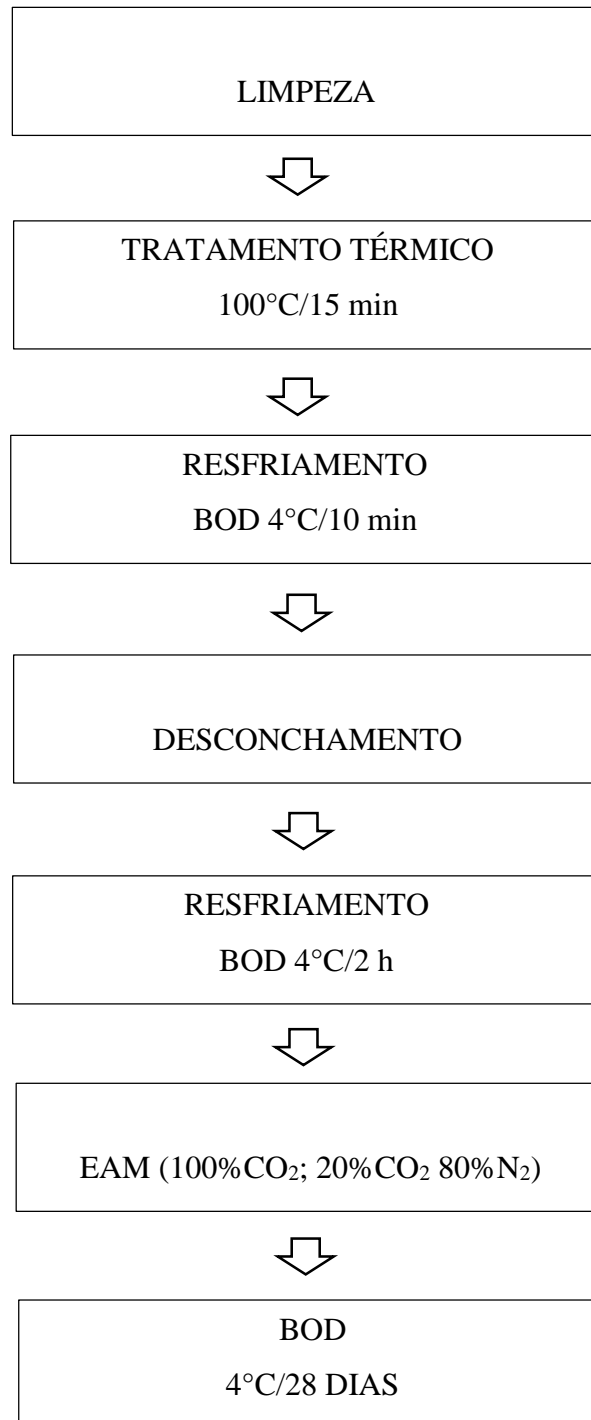 LIMPEZA
TRATAMENTO TÉRMICO
100°C/15 min
RESFRIAMENTO
BOD 4°C/10 min
DESCONCHAMENTO
RESFRIAMENTO
BOD 4°C/2 h
EAM (100%CO₂; 20%CO₂ 80%N₂)
BOD
4°C/28 DIAS